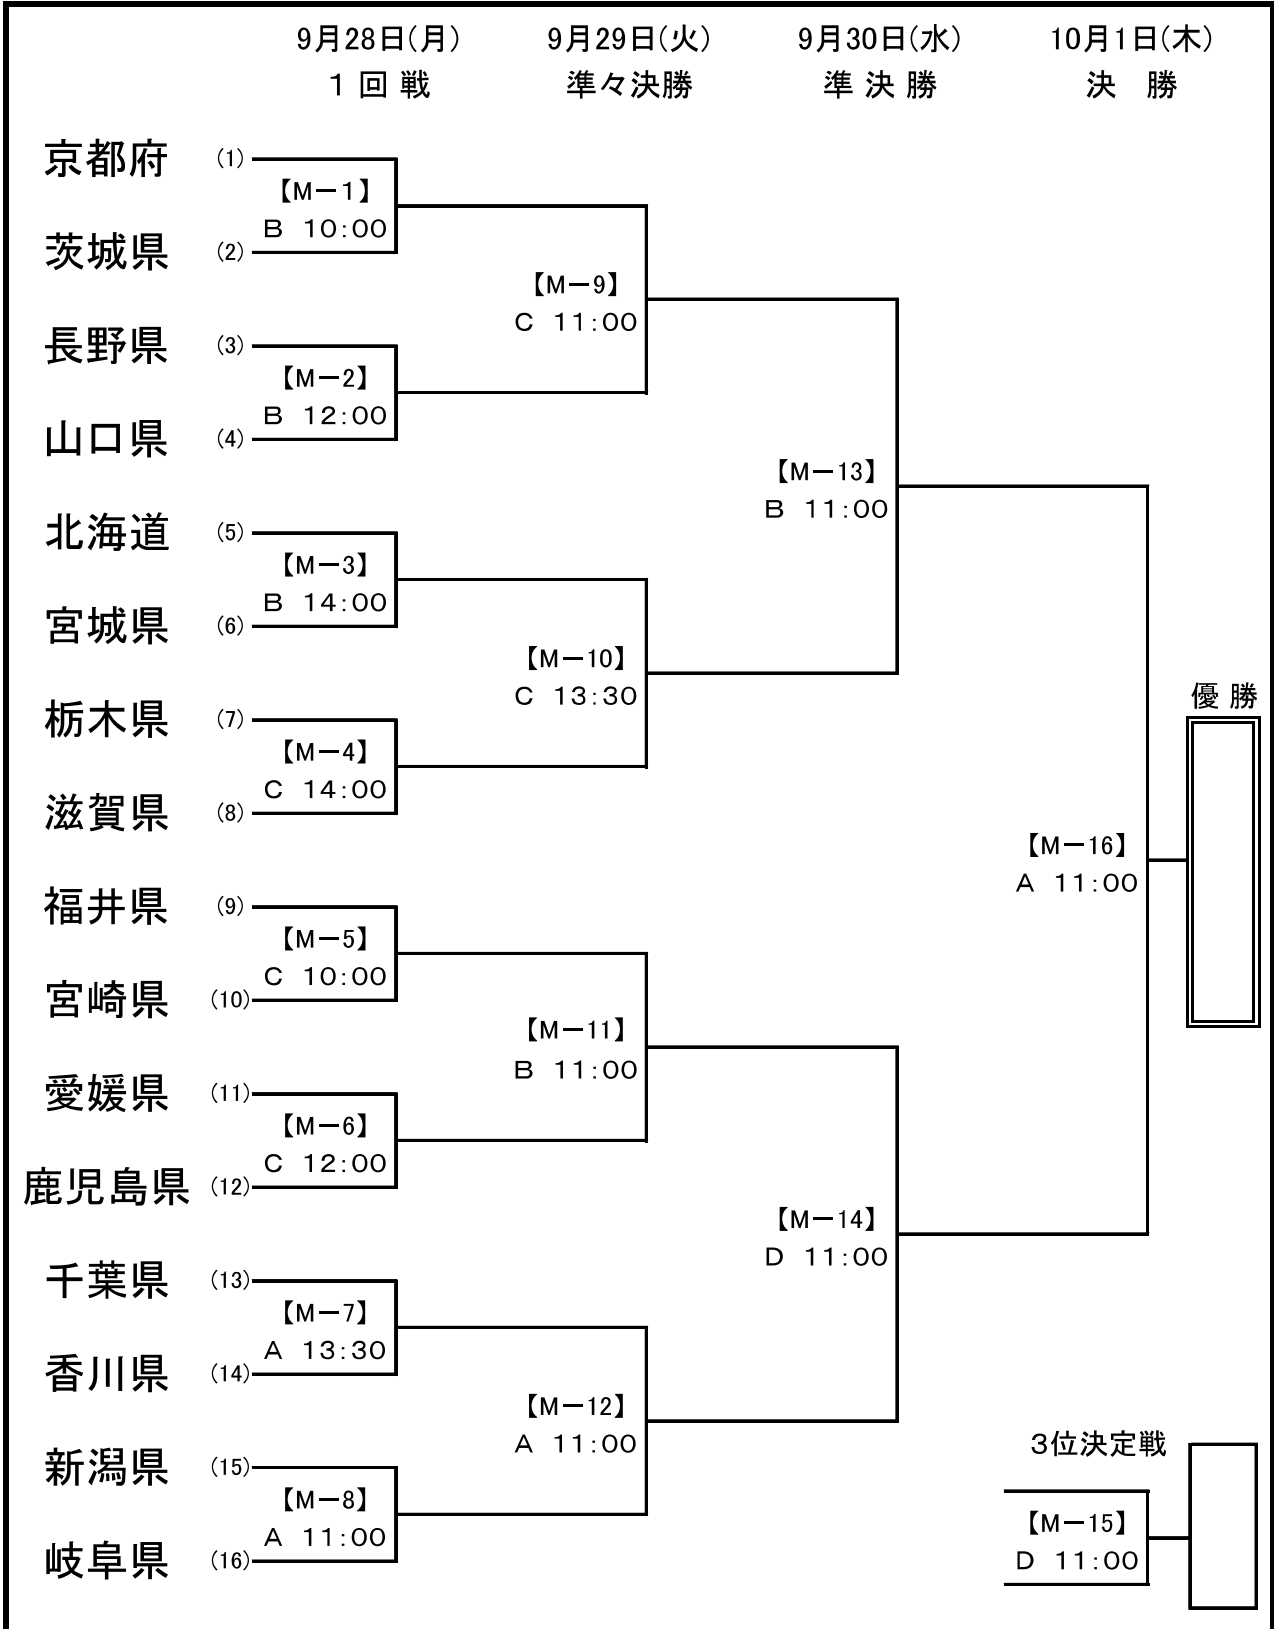 9月28日(月) 9月29日(火) 9月30日(水) 10月1日(木)
１ 回 戦 準々決勝 準 決 勝 決　勝
京都府 (1)
【M－1】
B 10:00
茨城県 (2)
【M－9】
C 11:00
長野県 (3)
【M－2】
B 12:00
山口県 (4)
【M－13】
B 11:00
北海道 (5)
【M－3】
B 14:00
宮城県 (6)
【M－10】
C 13:30
優 勝
栃木県 (7)
【M－4】
C 14:00
滋賀県 (8)
【M－16】
A 11:00
福井県 (9)
【M－5】
C 10:00
宮崎県 (10)
【M－11】
B 11:00
愛媛県 (11)
【M－6】
C 12:00
鹿児島県 (12)
【M－14】
D 11:00
千葉県 (13)
【M－7】
A 13:30
香川県 (14)
【M－12】
A 11:00
３位決定戦
新潟県 (15)
【M－8】
A 11:00
【M－15】
D 11:00
岐阜県 (16)